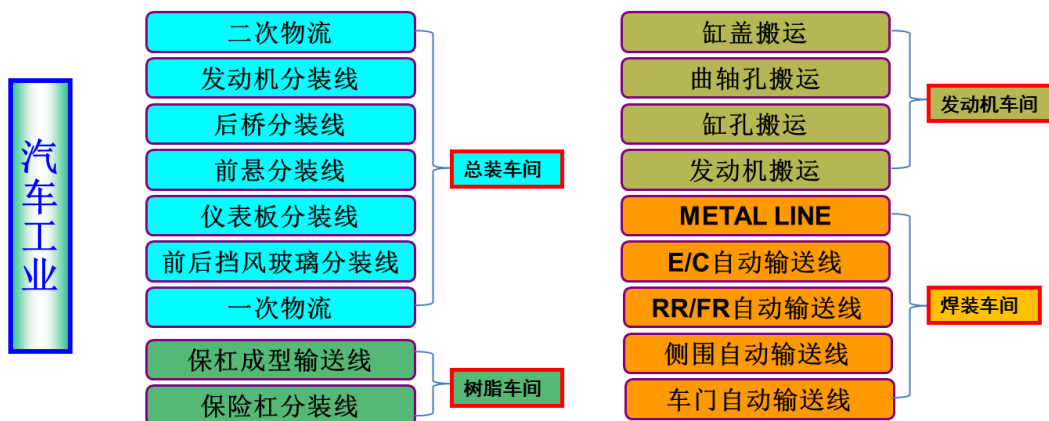 汽车工业
二次物流
发动机分装线
后桥分装线
前悬分装线
仪表板分装线
前后挡风玻璃分装线
一次物流
总装车间
保杠成型输送线
保险杠分装线
树脂车间
缸盖搬运
曲轴孔搬运
缸孔搬运
发动机搬运
发动机车间
METAL LINE
E/C自动输送线
RR/FR自动输送线
侧围自动输送线
车门自动输送线
焊装车间